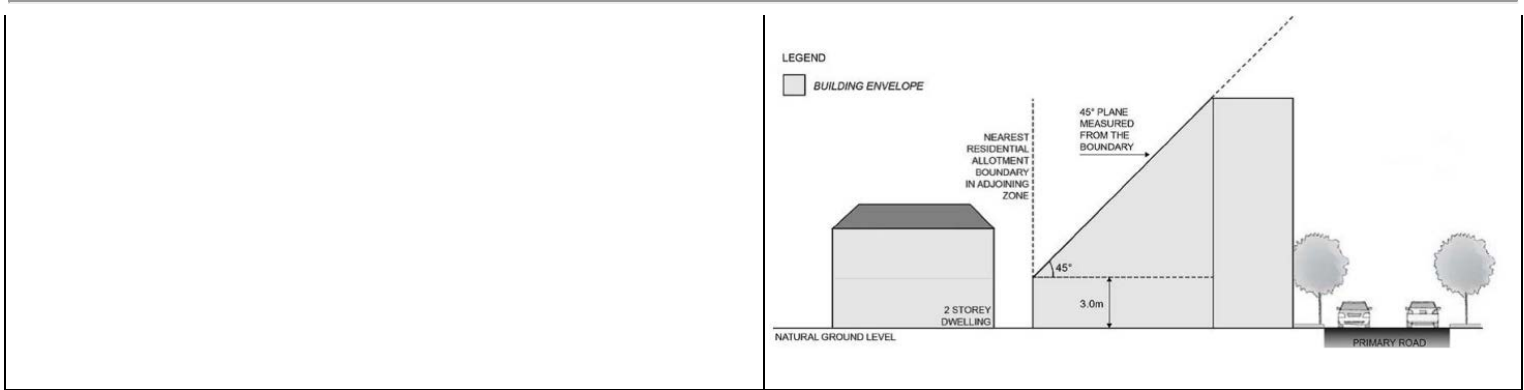 LEGEND
BUILDING ENVELOPE
45° PLANE
MEASURED
FROM THE
BOUNDARY
NEAREST
RESIDENTIAL
ALLOTMENT
BOUNDARY
IN ADJOINING
ZONE
45°
3.0m
2 STOREY
DWELLING
NATURAL GROUND LEVEL
PRIMARY ROAD